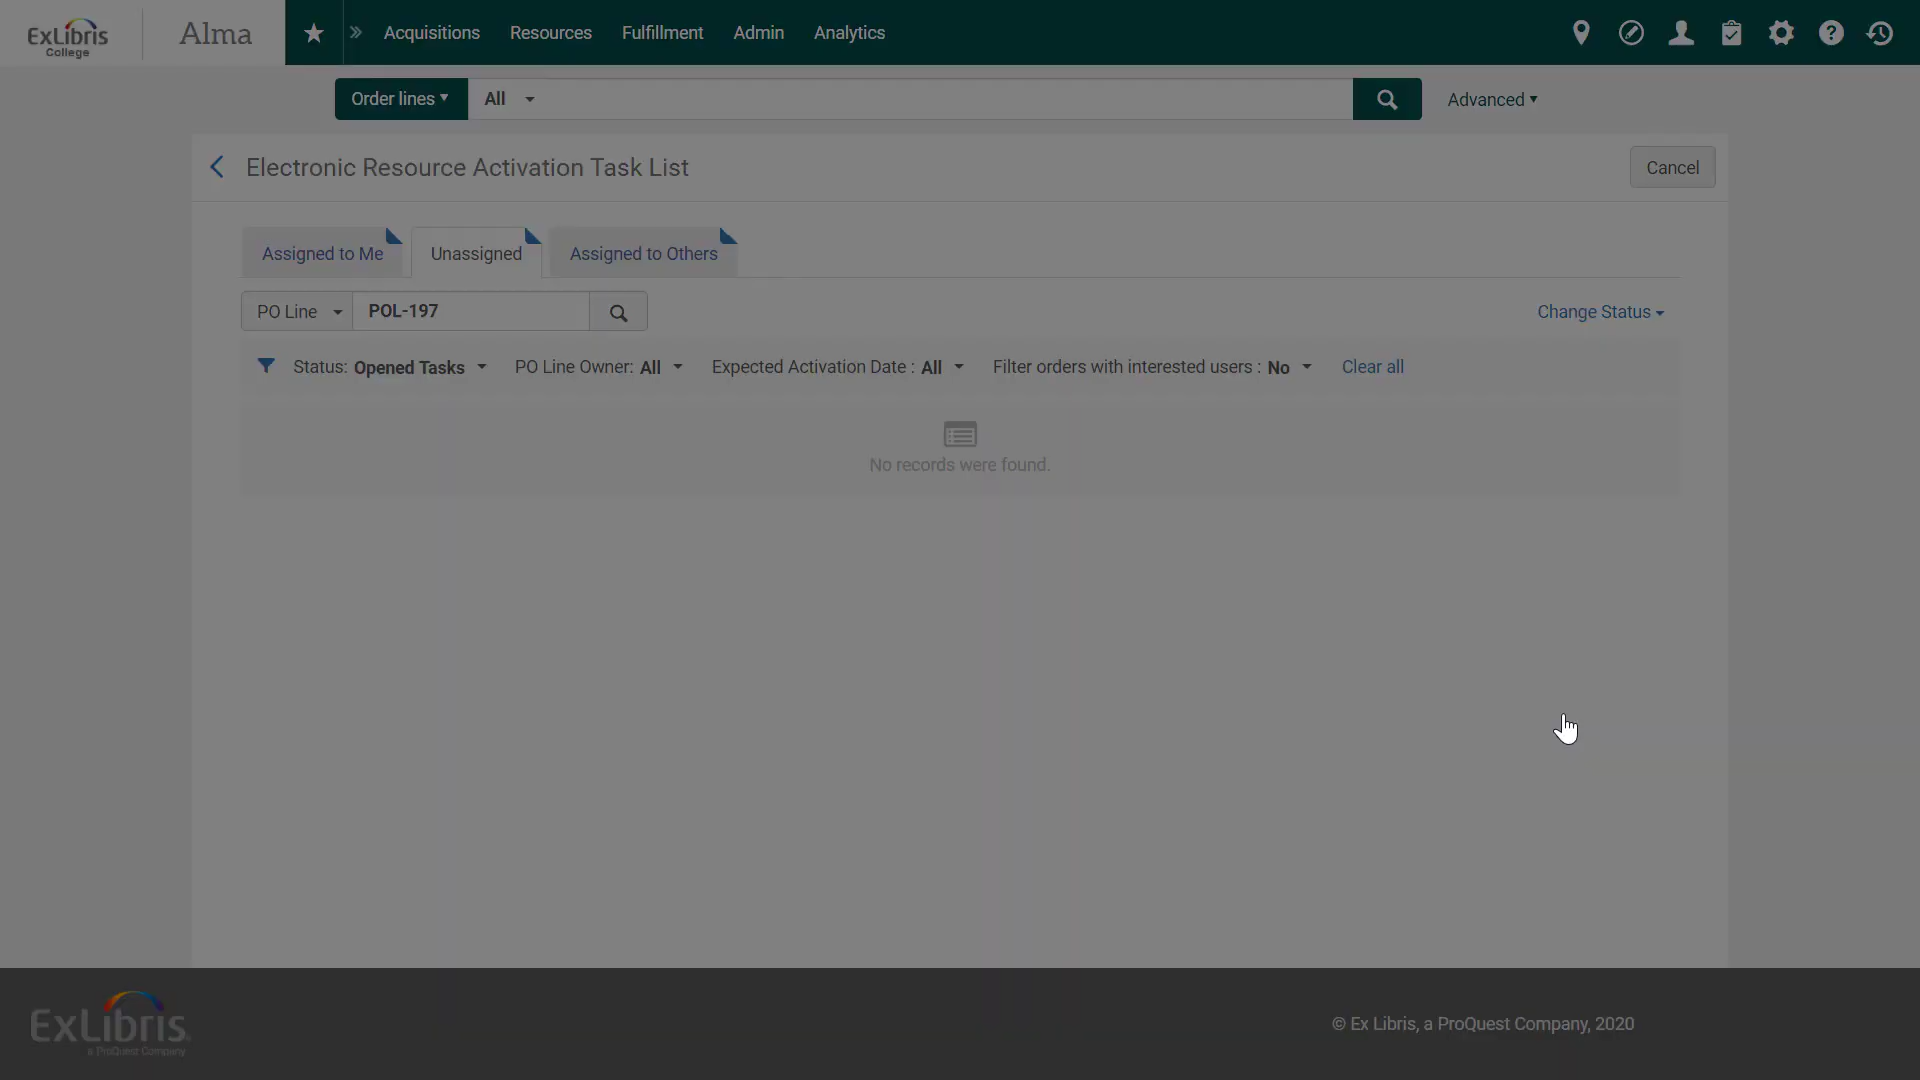 ExLibris
College
Alma
Acquisitions
Resources
Fulfillment
Admin
Analytics
Order lines
All
Advanced
Electronic Resource Activation Task List
Cancel
Assigned to Me
Unassigned
Assigned to Others
PO Line
POL-197
Change Status
Status: Opened Tasks
PO Line Owner: All
Expected Activation Date : All
Filter orders with interested users : No
Clear all
No records were found.
ExLibris
a ProQuest Company
© Ex Libris, a ProQuest Company, 2020